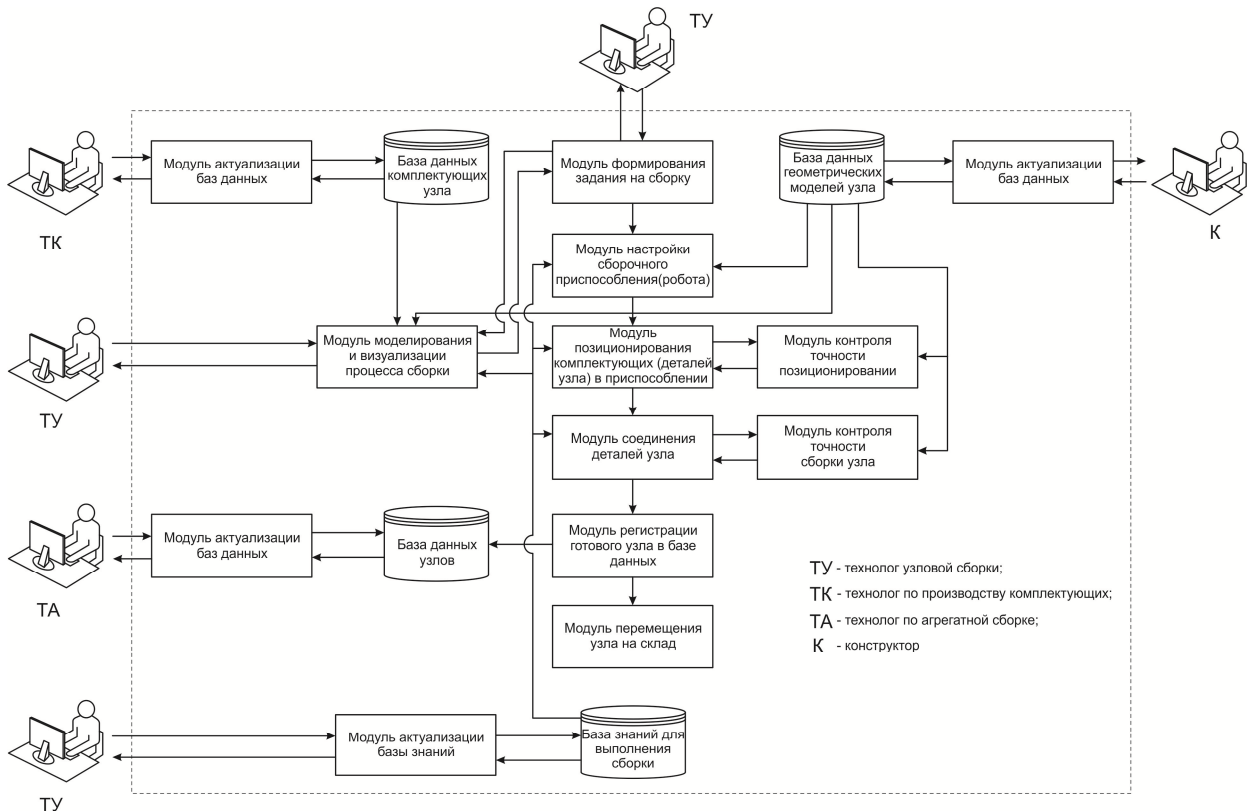 ТУ
ТК
Модуль актуализации
баз данных
База данных
комплектующих
узла
Модуль формирования
задания на сборку
База данных
геометрических
моделей узла
Модуль актуализации
баз данных
К
Модуль настройки
сборочного
приспособления(робота)
ТУ
Модуль моделирования
и визуализации
процесса сборки
Модуль
позиционирования
комплектующих (деталей
узла) в приспособлении
Модуль контроля
точности
позиционировании
Модуль соединения
деталей узла
Модуль контроля
точности
сборки узла
ТА
Модуль актуализации
баз данных
База данных
узлов
Модуль регистрации
готового узла в базе
данных
Модуль перемещения
узла на склад
ТУ - технолог узловой сборки;
ТК - технолог по производству комплектующих;
ТА - технолог по агрегатной сборке;
К - конструктор
ТУ
Модуль актуализации
базы знаний
База знаний для
выполнения
сборки